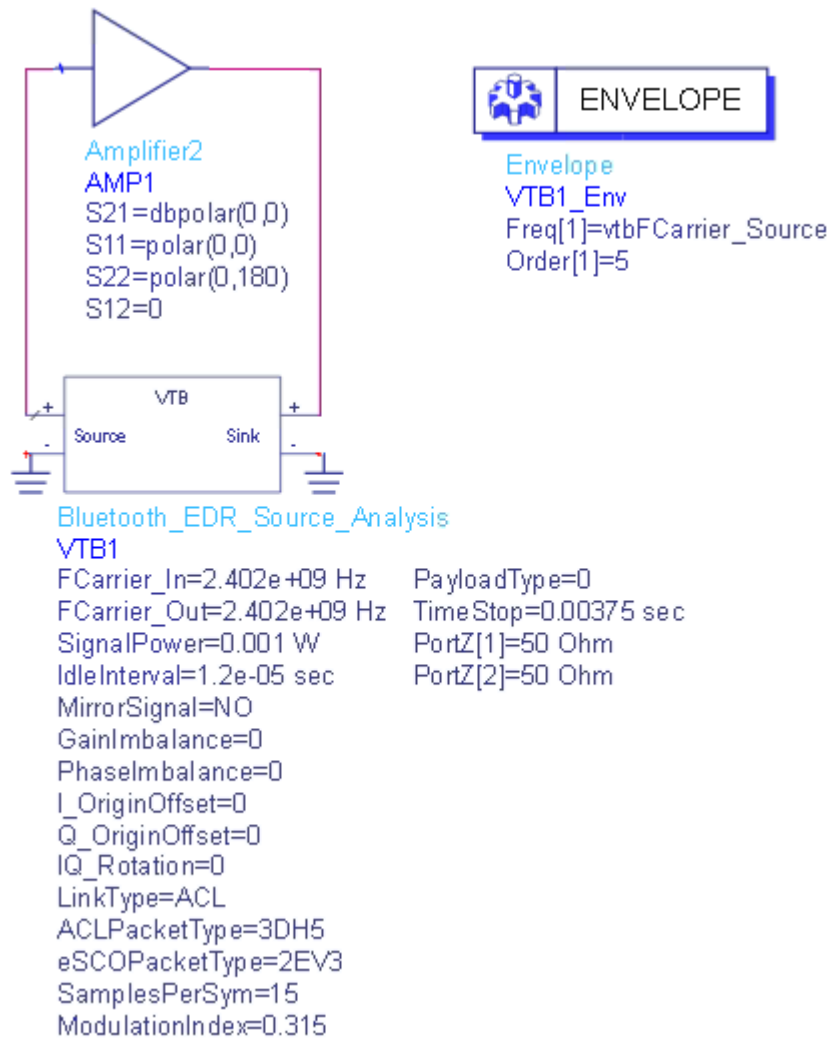 ENVELOPE
Amplifier2
AMP1
S21=dbpolar(0,0)
S11=polar(0,0)
S22=polar(0,180)
S12=0
Envelope
VTB1_Env
Freq[1]=vtbFCarrier_Source
Order[1]=5
VTB
+ +
Source Sink
- -
Bluetooth_EDR_Source_Analysis
VTB1
FCarrier_In=2.402e+09 Hz PayloadType=0
FCarrier_Out=2.402e+09 Hz TimeStop=0.00375 sec
SignalPower=0.001 W PortZ[1]=50 Ohm
IdleInterval=1.2e-05 sec PortZ[2]=50 Ohm
MirrorSignal=NO
GainImbalance=0
PhaseImbalance=0
I_OriginOffset=0
Q_OriginOffset=0
IQ_Rotation=0
LinkType=ACL
ACLPacketType=3DH5
eSCOPacketType=2EV3
SamplesPerSym=15
ModulationIndex=0.315